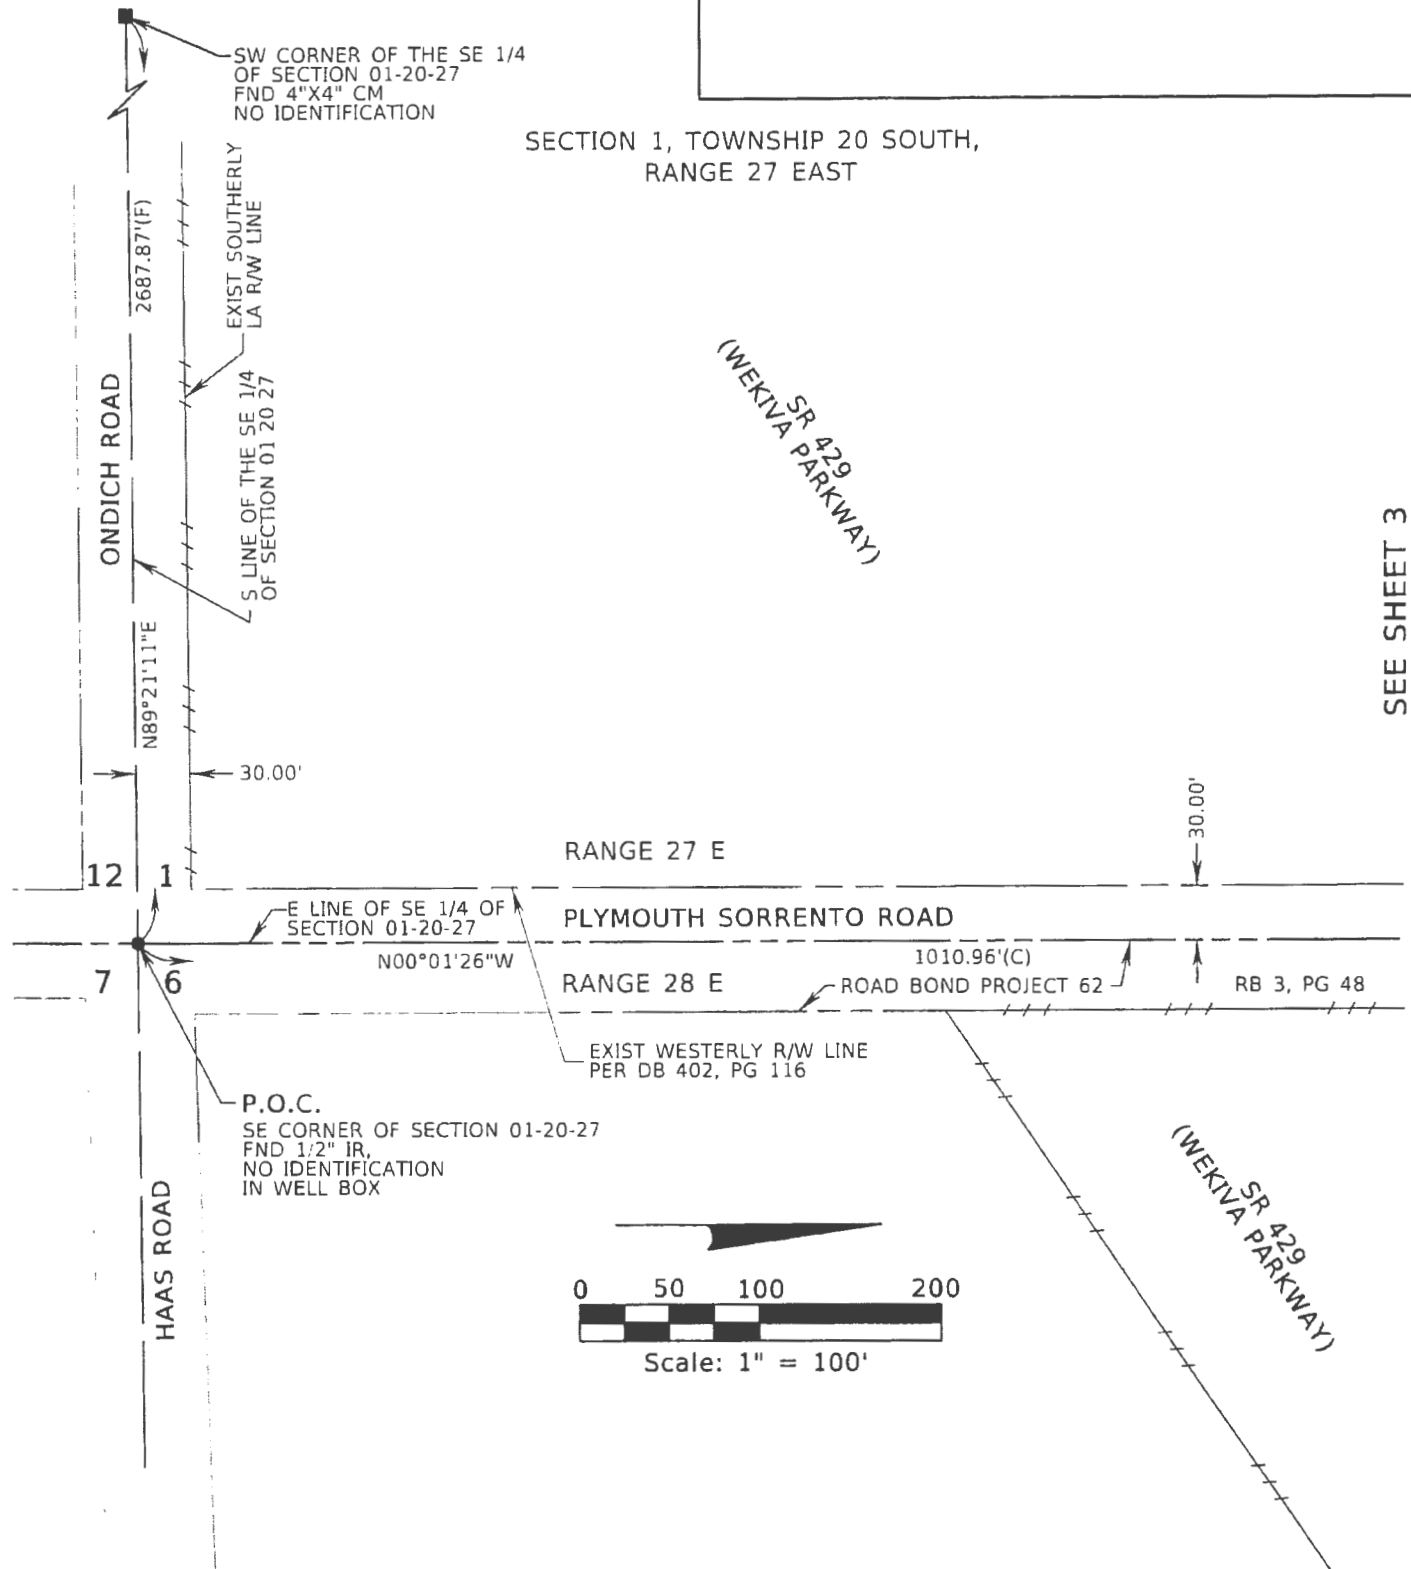 SW CORNER OF THE SE 1/4
OF SECTION 01-20-27
FND 4"X4" CM
NO IDENTIFICATION
SECTION 1, TOWNSHIP 20 SOUTH,
RANGE 27 EAST
2687.87'(F)
EXIST SOUTHERLY
LA R/W LINE
ONDICH ROAD
S LINE OF THE SE 1/4
OF SECTION 01 20 27
N89°21'11"E
SR 429
(WEKIVA PARKWAY)
SEE SHEET 3
30.00'
30.00'
12
1
RANGE 27 E
E LINE OF SE 1/4 OF
SECTION 01-20-27
PLYMOUTH SORRENTO ROAD
N00°01'26"W
1010.96'(C)
7
6
RANGE 28 E
ROAD BOND PROJECT 62
RB 3, PG 48
EXIST WESTERLY R/W LINE
PER DB 402, PG 116
P.O.C.
SE CORNER OF SECTION 01-20-27
FND 1/2" IR,
NO IDENTIFICATION
IN WELL BOX
HAAS ROAD
SR 429
(WEKIVA PARKWAY)
0 50 100 200
Scale: 1" = 100'